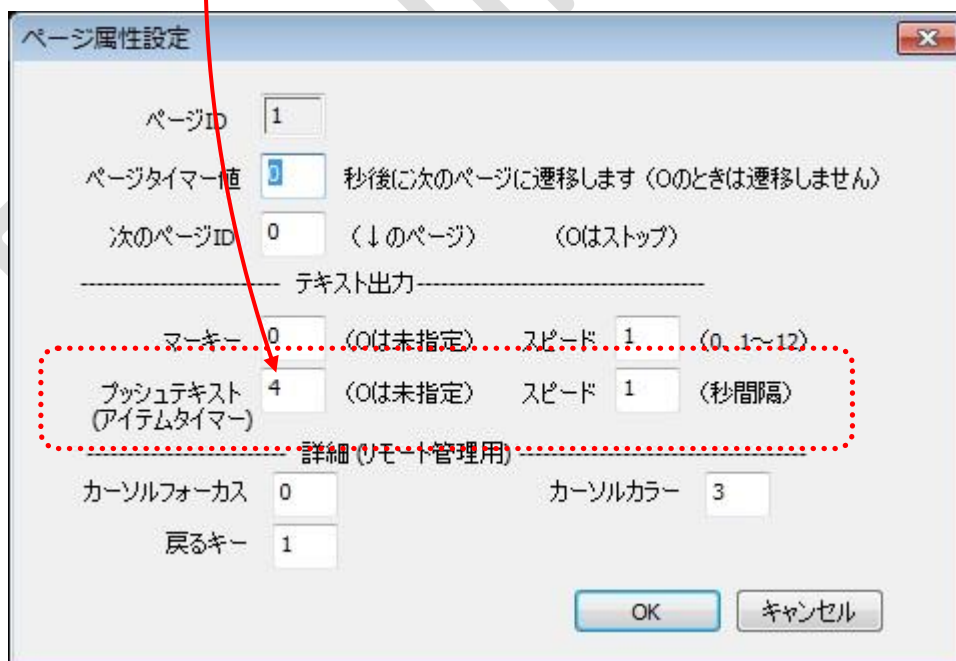 ページ属性設定
ページID 1
ページタイマー値 0 秒後に次のページに遷移します (0のときは遷移しません)
次のページID 0 (↓のページ) (0はストップ)
------------------------- テキスト出力------------------------------------
マーキー 0 (0は未指定) スピード 1 (0、1～12)
プッシュテキスト 4 (0は未指定) スピード 1 (秒間隔)
(アイテムタイマー)
------------------------- 詳細 (リモート管理用) ------------------------------------
カーソルフォーカス 0 カーソルカラー 3
戻るキー 1
OK キャンセル